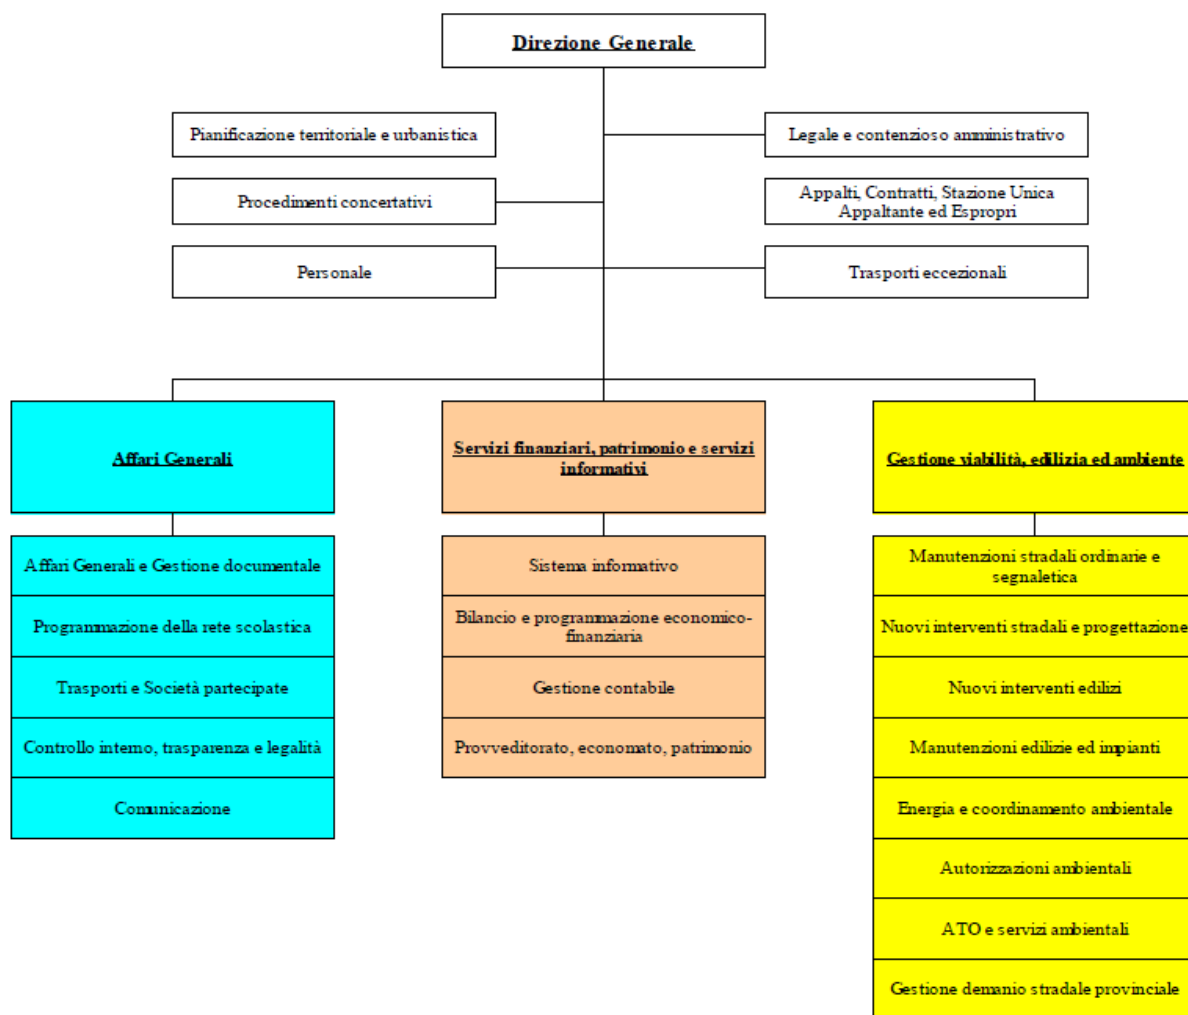 Direzione Generale
Pianificazione territoriale e urbanistica
Legale e contenzioso amministrativo
Procedimenti concertativi
Appalti, Contratti, Stazione Unica
Appaltante ed Espropri
Personale
Trasporti eccezionali
Affari Generali
Servizi finanziari, patrimonio e servizi
informativi
Gestione viabilità, edilizia ed ambiente
Affari Generali e Gestione documentale
Programmazione della rete scolastica
Trasporti e Società partecipate
Controllo interno, trasparenza e legalità
Comunicazione
Sistema informativo
Bilancio e programmazione economico-
finanziaria
Gestione contabile
Provveditorato, economato, patrimonio
Manutenzioni stradali ordinarie e
segnaletica
Nuovi interventi stradali e progettazione
Nuovi interventi edilizi
Manutenzioni edilizie ed impianti
Energia e coordinamento ambientale
Autorizzazioni ambientali
ATO e servizi ambientali
Gestione demanio stradale provinciale